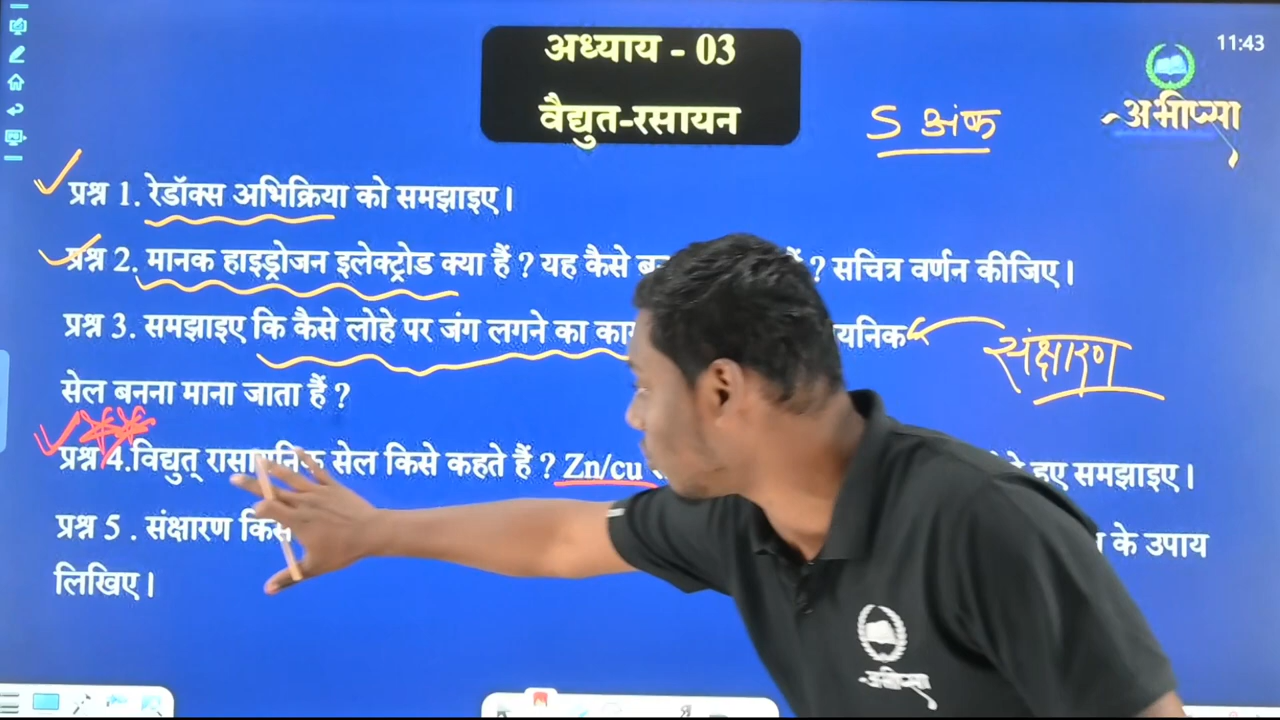 अध्याय - 03
वैद्युत-रसायन
11:43
अभीप्सा
5 अंक
प्रश्न 1. रेडॉक्स अभिक्रिया को समझाइए।
प्रश्न 2. मानक हाइड्रोजन इलेक्ट्रोड क्या हैं ? यह कैसे ? सचित्र वर्णन कीजिए।
प्रश्न 3. समझाइए कि कैसे लोहे पर जंग लगने का
संक्षारण
सेल बनना माना जाता हैं ?
प्रश्न 4.विद्युत् रासायनिक सेल किसे कहते हैं ? Zn/cu हुए समझाइए।
प्रश्न 5 . संक्षारण के उपाय
लिखिए।
अभीप्सा